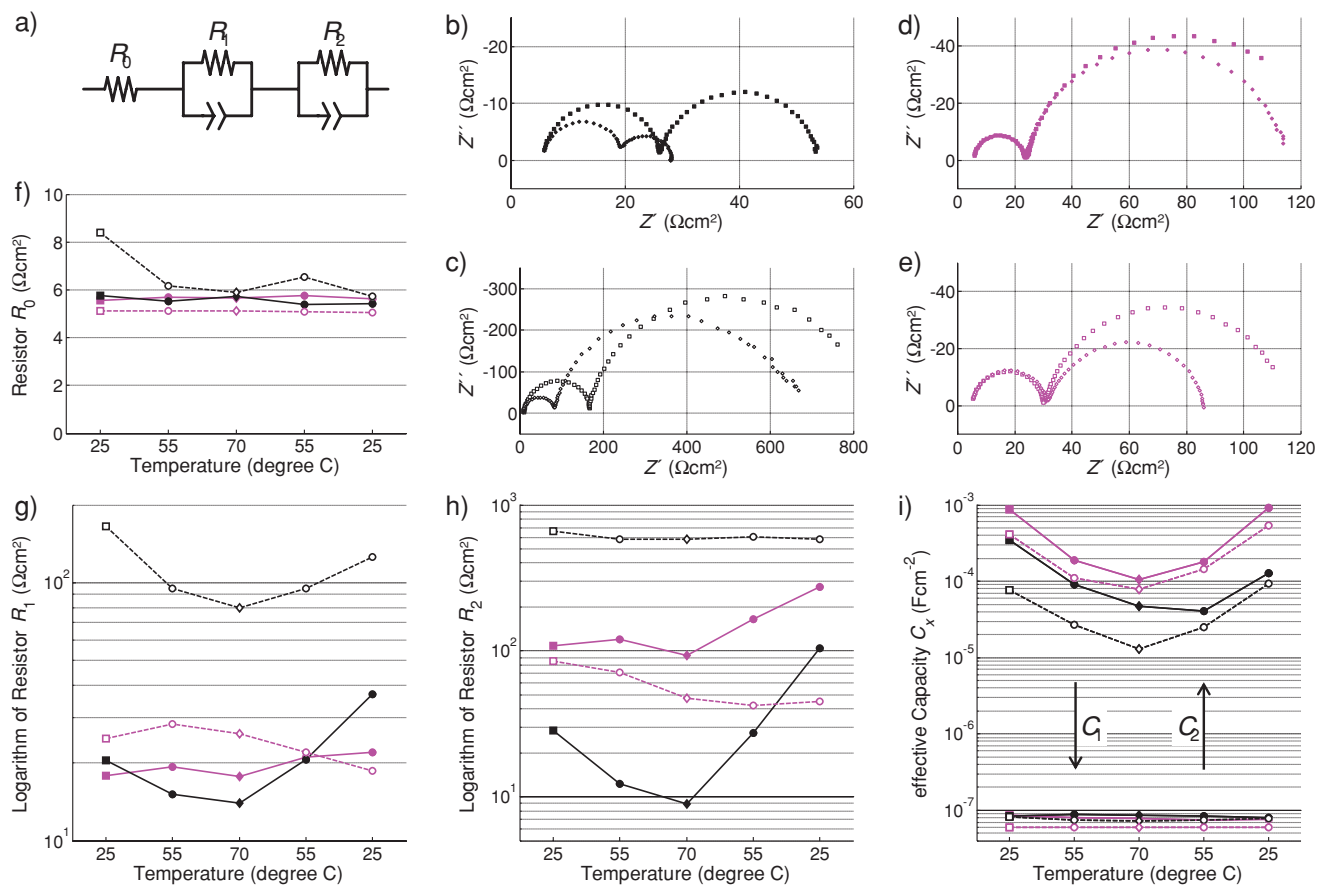 a)
R0
R1
R2
b)
-20
-10
0
Z´´ (Ωcm²)
20
40
60
Z´ (Ωcm²)
d)
-40
-20
0
Z´´ (Ωcm²)
0
20
40
60
80
100
120
Z´ (Ωcm²)
f)
10
8
6
4
2
0
Resistor R0 (Ωcm²)
25
55
70
55
25
Temperature (degree C)
c)
-300
-200
-100
0
Z´´ (Ωcm²)
0
200
400
600
800
Z´ (Ωcm²)
e)
-40
-20
0
Z´´ (Ωcm²)
0
20
40
60
80
100
120
Z´ (Ωcm²)
g)
10²
10¹
Logarithm of Resistor R1 (Ωcm²)
25
55
70
55
25
Temperature (degree C)
h)
10³
10²
10¹
Logarithm of Resistor R2 (Ωcm²)
25
55
70
55
25
Temperature (degree C)
i)
10⁻³
10⁻⁴
10⁻⁵
10⁻⁶
10⁻⁷
effective Capacity Cx (Fcm⁻²)
C1
C2
25
55
70
55
25
Temperature (degree C)